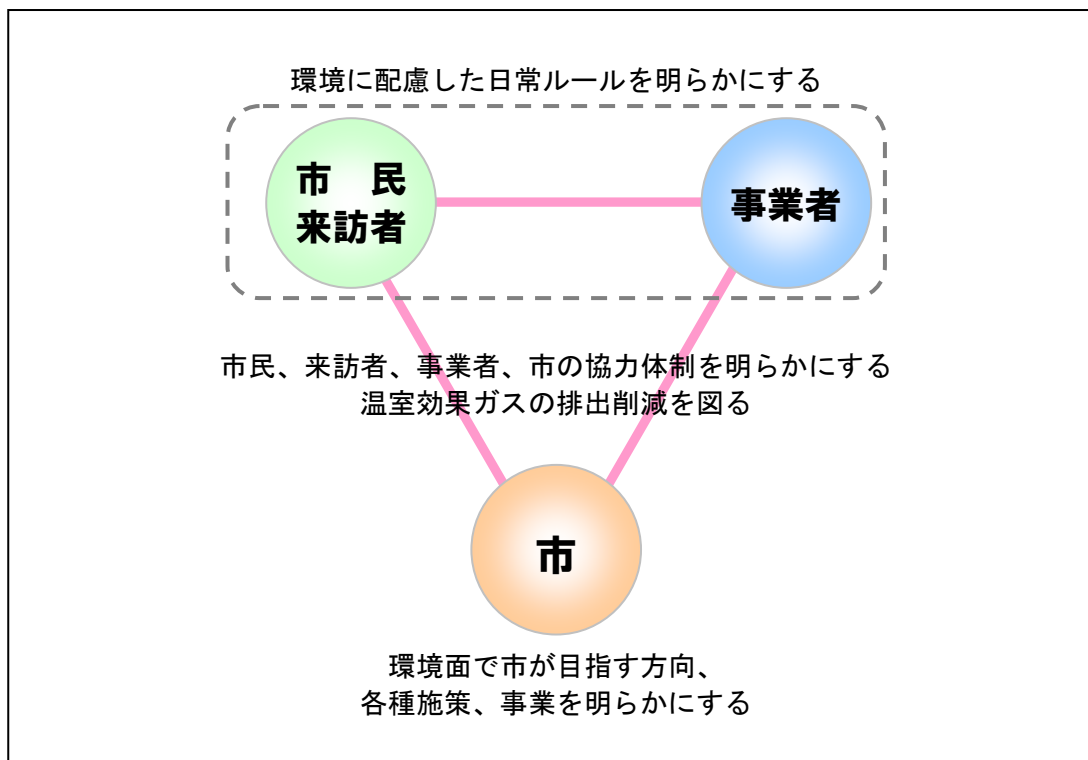 環境に配慮した日常ルールを明らかにする
市　民
来訪者
事業者
市民、来訪者、事業者、市の協力体制を明らかにする
温室効果ガスの排出削減を図る
市
環境面で市が目指す方向、
各種施策、事業を明らかにする